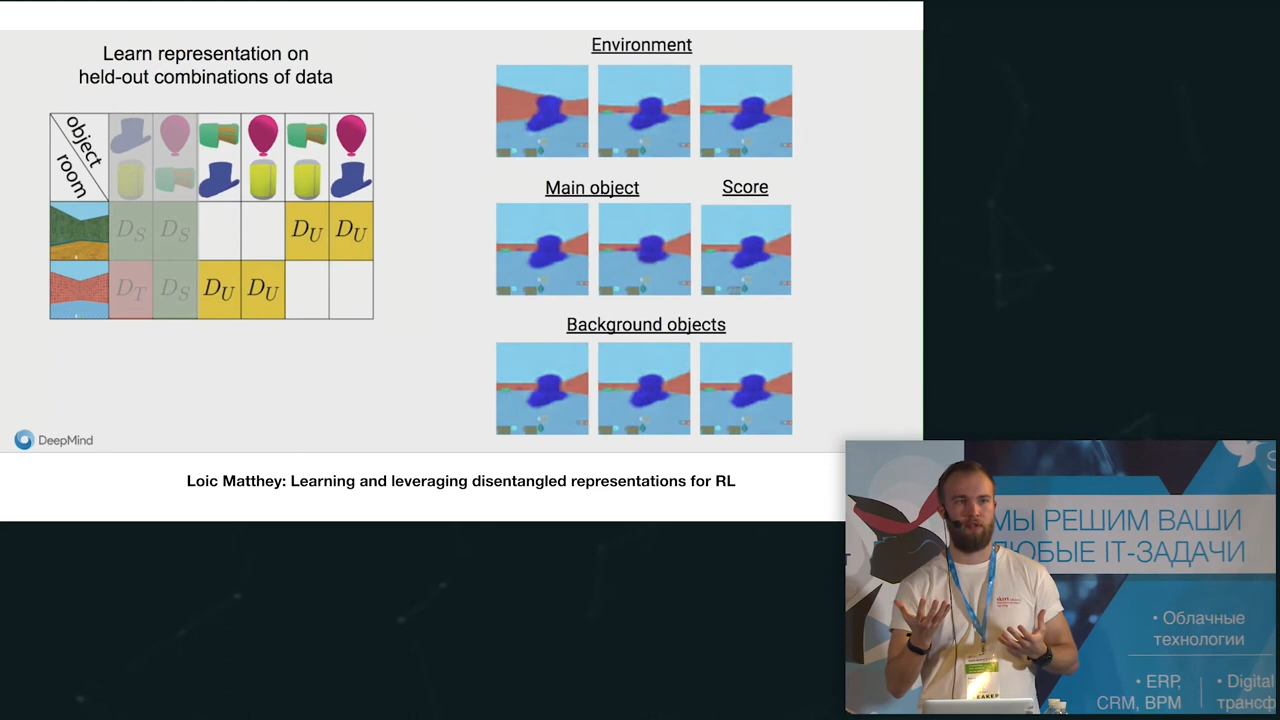 Learn representation on
held-out combinations of data
object
room
D_S D_S D_U D_U
D_T D_S D_U D_U
Environment
Main object
Score
Background objects
DeepMind
Loic Matthey: Learning and leveraging disentangled representations for RL
МЫ РЕШИМ ВАШИ
ЛЮБЫЕ IT-ЗАДАЧИ
• Облачные
технологии
• ERP,
CRM, BPM
• Digital